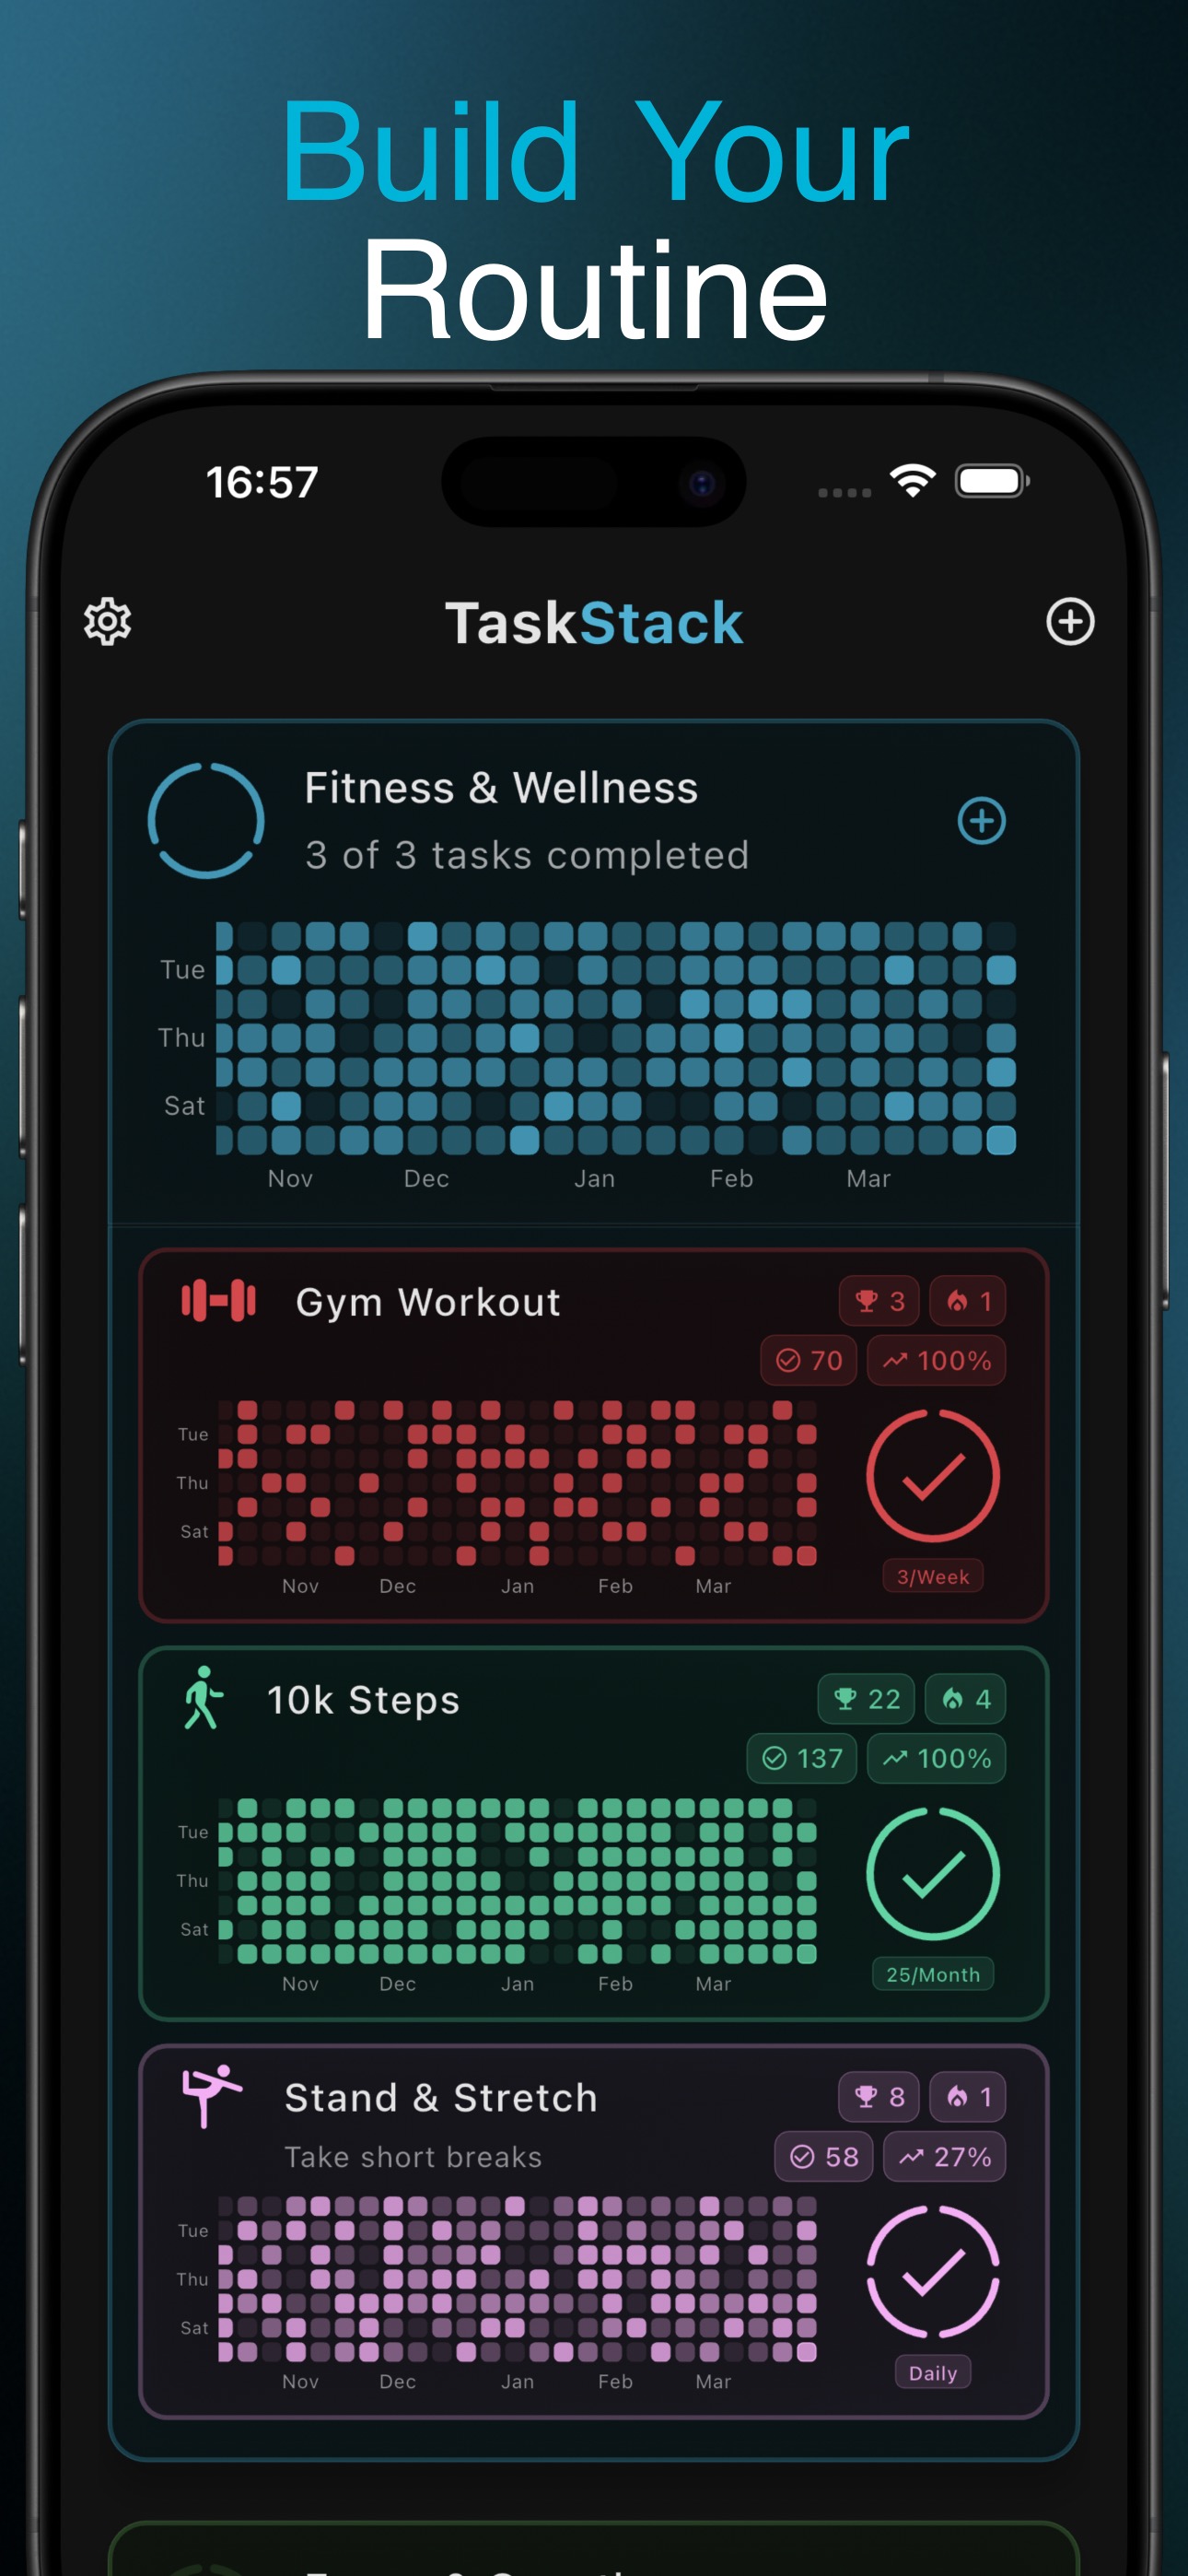 Build Your
Routine
16:57
TaskStack
Fitness & Wellness
3 of 3 tasks completed
Tue
Thu
Sat
Nov Dec Jan Feb Mar
Gym Workout
3 1
70 100%
Tue
Thu
Sat
Nov Dec Jan Feb Mar
3/Week
10k Steps
22 4
137 100%
Tue
Thu
Sat
Nov Dec Jan Feb Mar
25/Month
Stand & Stretch
8 1
Take short breaks
58 27%
Tue
Thu
Sat
Nov Dec Jan Feb Mar
Daily